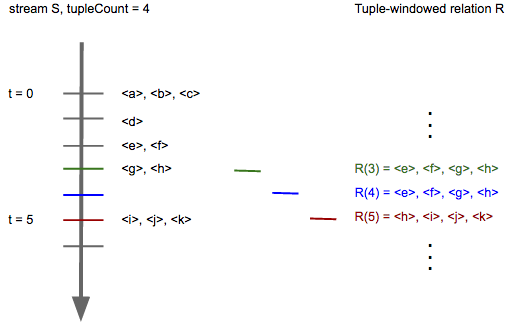 stream S, tupleCount = 4
Tuple-windowed relation R
t = 0
<a>, <b>, <c>
<d>
<e>, <f>
<g>, <h>
R(3) = <e>, <f>, <g>, <h>
R(4) = <e>, <f>, <g>, <h>
t = 5
<i>, <j>, <k>
R(5) = <h>, <i>, <j>, <k>